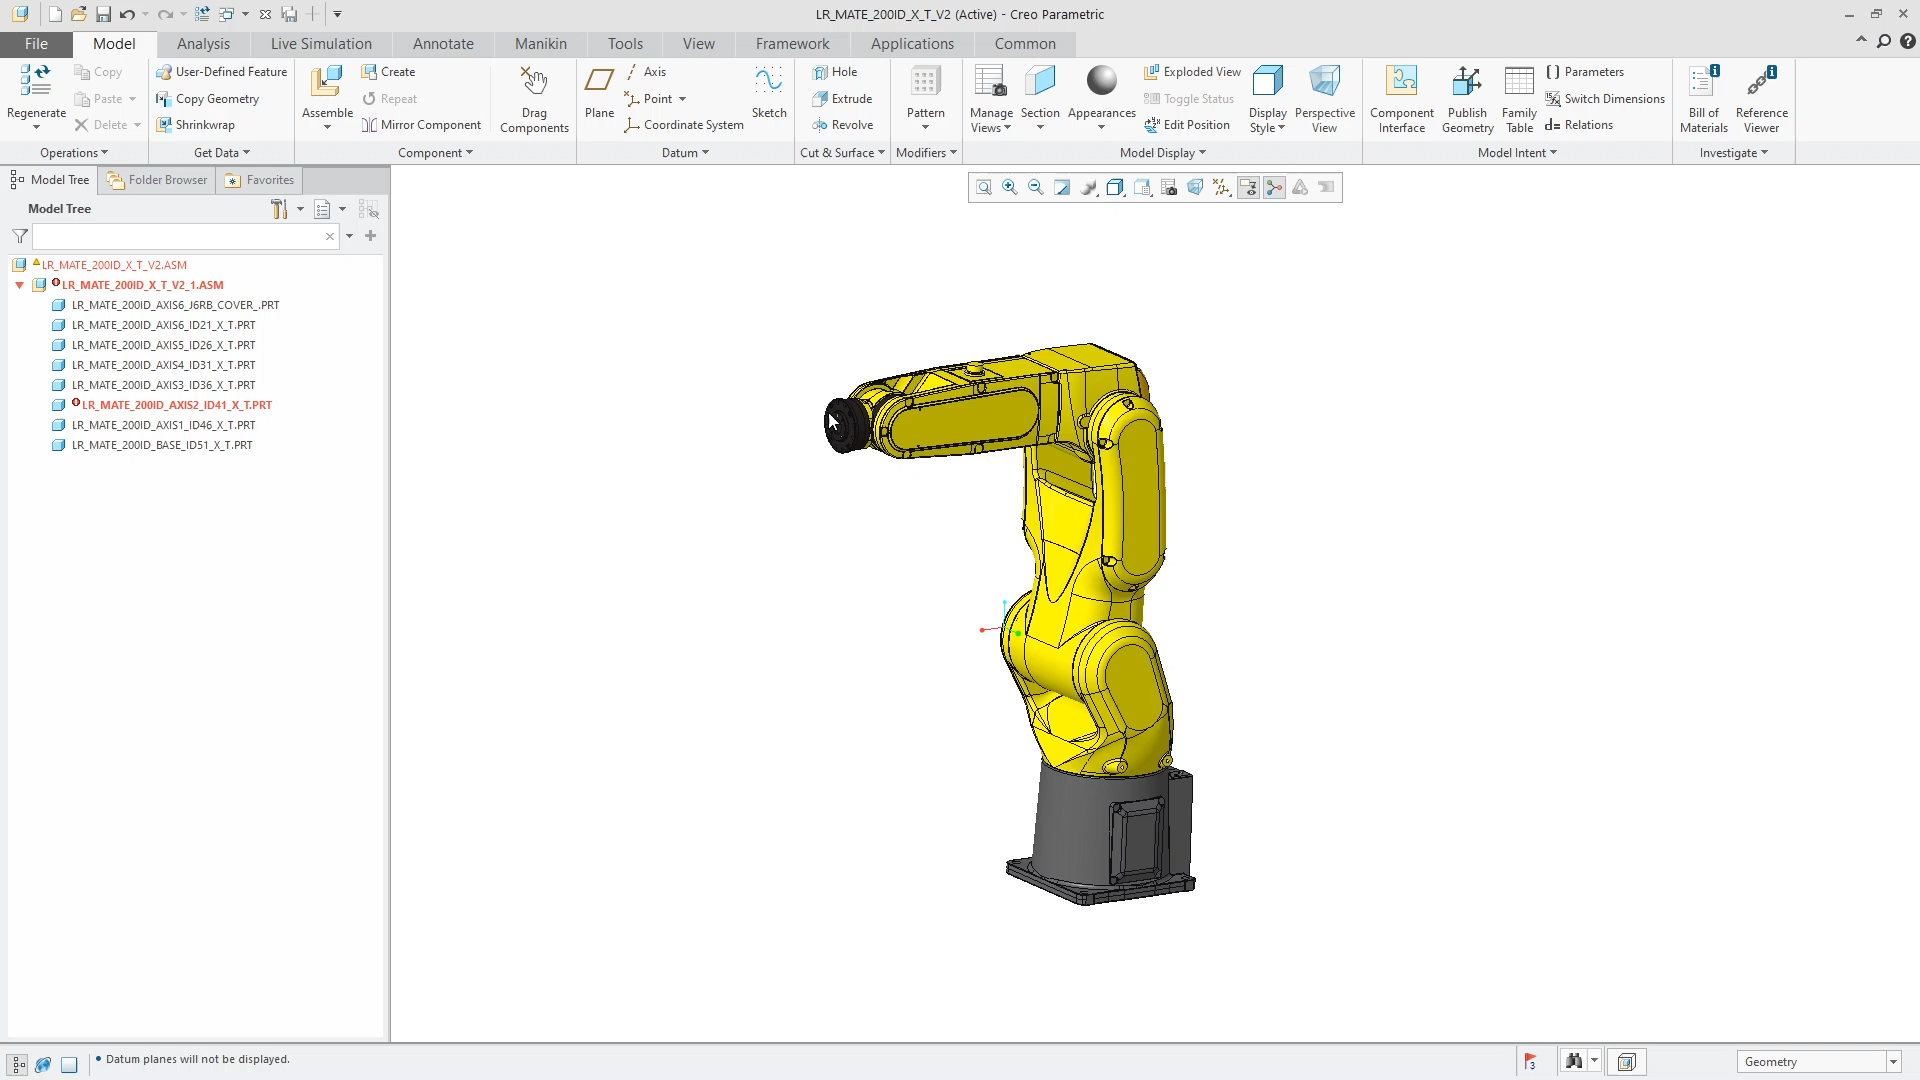 LR_MATE_200ID_X_T_V2 (Active) - Creo Parametric
File Model Analysis Live Simulation Annotate Manikin Tools View Framework Applications Common
Regenerate
Copy
Paste
Delete
Operations
User-Defined Feature
Copy Geometry
Shrinkwrap
Get Data
Assemble
Create
Repeat
Mirror Component
Drag Components
Component
Plane
Axis
Point
Coordinate System
Sketch
Datum
Hole
Extrude
Revolve
Cut & Surface
Pattern
Modifiers
Manage Views
Section
Appearances
Exploded View
Toggle Status
Edit Position
Display Style
Perspective View
Model Display
Component Interface
Publish Geometry
Family Table
Parameters
Switch Dimensions
Relations
Model Intent
Bill of Materials
Reference Viewer
Investigate
Model Tree Folder Browser Favorites
Model Tree
LR_MATE_200ID_X_T_V2.ASM
LR_MATE_200ID_X_T_V2_1.ASM
LR_MATE_200ID_AXIS6_J6RB_COVER_.PRT
LR_MATE_200ID_AXIS6_ID21_X_T.PRT
LR_MATE_200ID_AXIS5_ID26_X_T.PRT
LR_MATE_200ID_AXIS4_ID31_X_T.PRT
LR_MATE_200ID_AXIS3_ID36_X_T.PRT
LR_MATE_200ID_AXIS2_ID41_X_T.PRT
LR_MATE_200ID_AXIS1_ID46_X_T.PRT
LR_MATE_200ID_BASE_ID51_X_T.PRT
• Datum planes will not be displayed.
3
Geometry